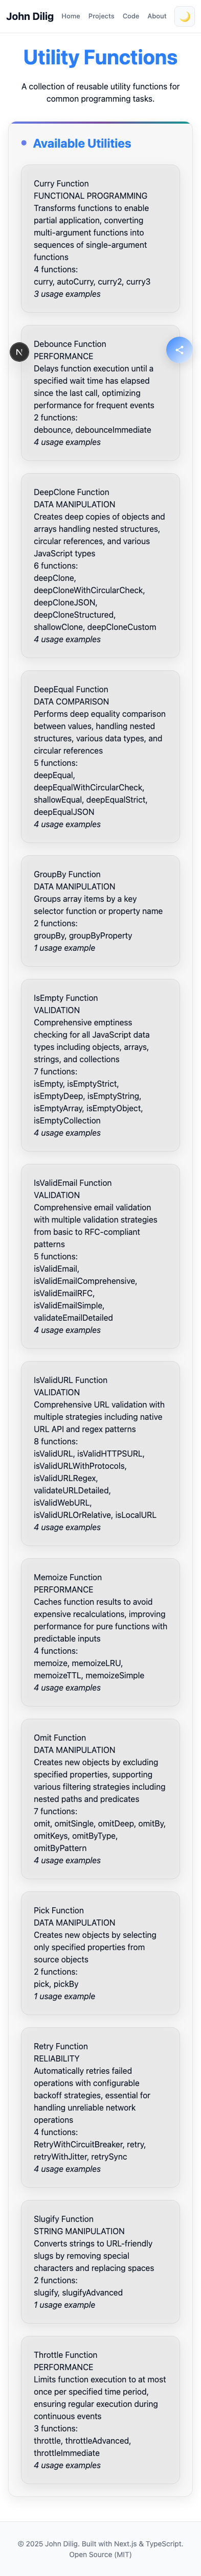 John Dilig
Home Projects Code About
Utility Functions
A collection of reusable utility functions for
common programming tasks.
Available Utilities
Curry Function
FUNCTIONAL PROGRAMMING
Transforms functions to enable
partial application, converting
multi-argument functions into
sequences of single-argument
functions
4 functions:
curry, autoCurry, curry2, curry3
3 usage examples
N
Debounce Function
PERFORMANCE
Delays function execution until a
specified wait time has elapsed
since the last call, optimizing
performance for frequent events
2 functions:
debounce, debounceImmediate
4 usage examples
DeepClone Function
DATA MANIPULATION
Creates deep copies of objects and
arrays handling nested structures,
circular references, and various
JavaScript types
6 functions:
deepClone,
deepCloneWithCircularCheck,
deepCloneJSON,
deepCloneStructured,
shallowClone, deepCloneCustom
4 usage examples
DeepEqual Function
DATA COMPARISON
Performs deep equality comparison
between values, handling nested
structures, various data types, and
circular references
5 functions:
deepEqual,
deepEqualWithCircularCheck,
shallowEqual, deepEqualStrict,
deepEqualJSON
4 usage examples
GroupBy Function
DATA MANIPULATION
Groups array items by a key
selector function or property name
2 functions:
groupBy, groupByProperty
1 usage example
IsEmpty Function
VALIDATION
Comprehensive emptiness
checking for all JavaScript data
types including objects, arrays,
strings, and collections
7 functions:
isEmpty, isEmptyStrict,
isEmptyDeep, isEmptyString,
isEmptyArray, isEmptyObject,
isEmptyCollection
4 usage examples
IsValidEmail Function
VALIDATION
Comprehensive email validation
with multiple validation strategies
from basic to RFC-compliant
patterns
5 functions:
isValidEmail,
isValidEmailComprehensive,
isValidEmailRFC,
isValidEmailSimple,
validateEmailDetailed
4 usage examples
IsValidURL Function
VALIDATION
Comprehensive URL validation with
multiple strategies including native
URL API and regex patterns
8 functions:
isValidURL, isValidHTTPSURL,
isValidURLWithProtocols,
isValidURLRegex,
validateURLDetailed,
isValidWebURL,
isValidURLOrRelative, isLocalURL
4 usage examples
Memoize Function
PERFORMANCE
Caches function results to avoid
expensive recalculations, improving
performance for pure functions with
predictable inputs
4 functions:
memoize, memoizeLRU,
memoizeTTL, memoizeSimple
4 usage examples
Omit Function
DATA MANIPULATION
Creates new objects by excluding
specified properties, supporting
various filtering strategies including
nested paths and predicates
7 functions:
omit, omitSingle, omitDeep, omitBy,
omitKeys, omitByType,
omitByPattern
4 usage examples
Pick Function
DATA MANIPULATION
Creates new objects by selecting
only specified properties from
source objects
2 functions:
pick, pickBy
1 usage example
Retry Function
RELIABILITY
Automatically retries failed
operations with configurable
backoff strategies, essential for
handling unreliable network
operations
4 functions:
RetryWithCircuitBreaker, retry,
retryWithJitter, retrySync
4 usage examples
Slugify Function
STRING MANIPULATION
Converts strings to URL-friendly
slugs by removing special
characters and replacing spaces
2 functions:
slugify, slugifyAdvanced
1 usage example
Throttle Function
PERFORMANCE
Limits function execution to at most
once per specified time period,
ensuring regular execution during
continuous events
3 functions:
throttle, throttleAdvanced,
throttleImmediate
4 usage examples
© 2025 John Dilig. Built with Next.js & TypeScript.
Open Source (MIT)